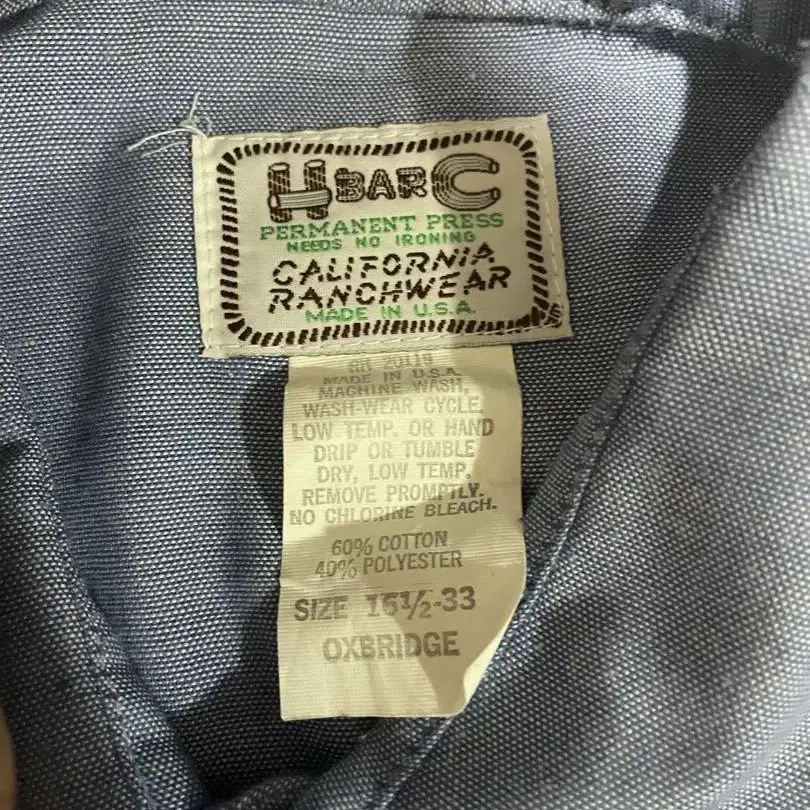 H BAR C
PERMANENT PRESS
NEEDS NO IRONING
CALIFORNIA
RANCHWEAR
MADE IN U.S.A.
RN 20119
MADE IN U.S.A.
MACHINE WASH,
WASH-WEAR CYCLE.
LOW TEMP. OR HAND
DRIP OR TUMBLE
DRY, LOW TEMP.
REMOVE PROMPTLY.
NO CHLORINE BLEACH.
60% COTTON
40% POLYESTER
SIZE 15½-33
OXBRIDGE